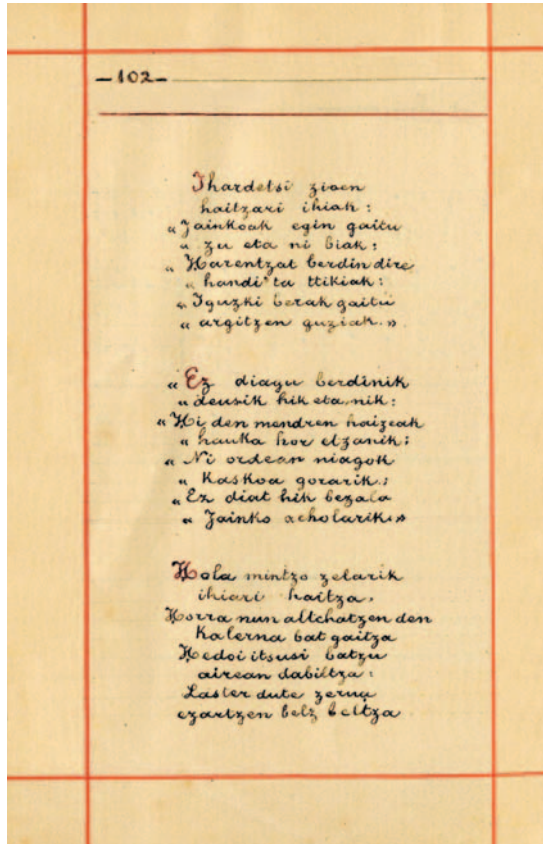 -102-
Ihardetsi zioen
haitzari ihiak:
"Jainkoak egin gaitu
" zu eta ni biak:
" Harentzat berdin dire
" handi 'ta ttikiak:
" Iguzki berak gaitu
" argitzen guziak."
" Ez diagu berdinik
" deusik hik eta nik:
" Hi den mendren haizeak
" hauka hor etzanik:
" Ni ordean niagok
" Kaskoa gorarik:
" Ez diat hik bezala
" Jainko acholarik."
Hola mintzo zelarik
ihiari haitza,
Horra nun altchatzen den
Kalerna bat gaitza
Hedoi itsusi batzu
airean dabiltza:
Laster dute zerua
ezartzen belz beltza